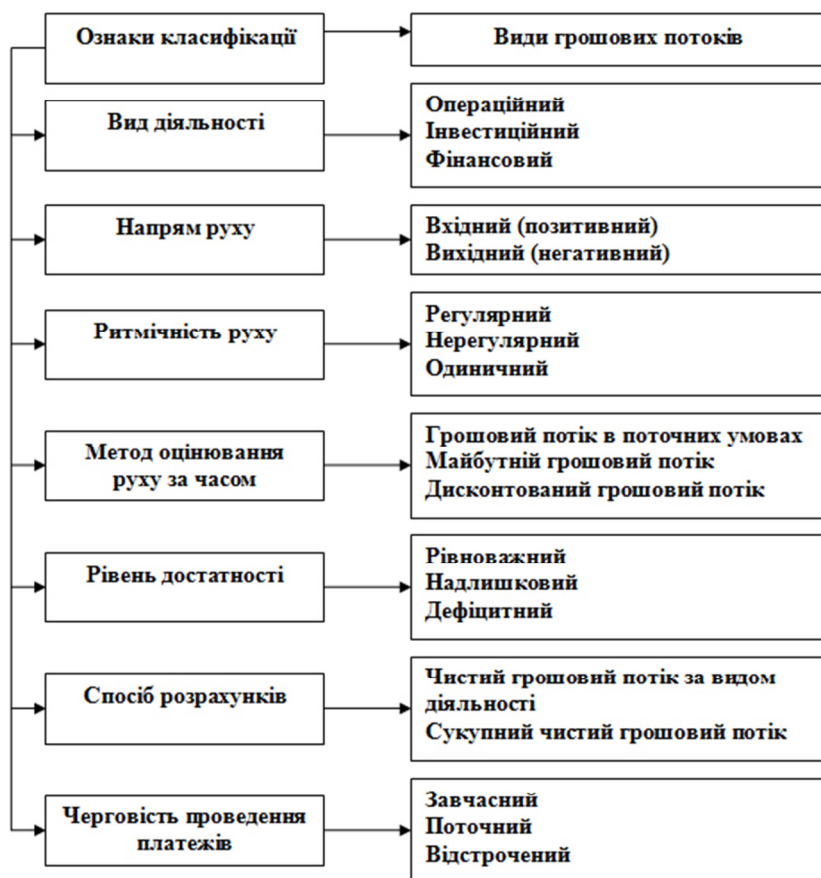 Ознаки класифікації
Види грошових потоків
Вид діяльності
Операційний
Інвестиційний
Фінансовий
Напрям руху
Вхідний (позитивний)
Вихідний (негативний)
Ритмічність руху
Регулярний
Нерегулярний
Одиничний
Метод оцінювання
руху за часом
Грошовий потік в поточних умовах
Майбутній грошовий потік
Дисконтований грошовий потік
Рівень достатності
Рівноважний
Надлишковий
Дефіцитний
Спосіб розрахунків
Чистий грошовий потік за видом
діяльності
Сукупний чистий грошовий потік
Черговість проведення
платежів
Завчасний
Поточний
Відстрочений